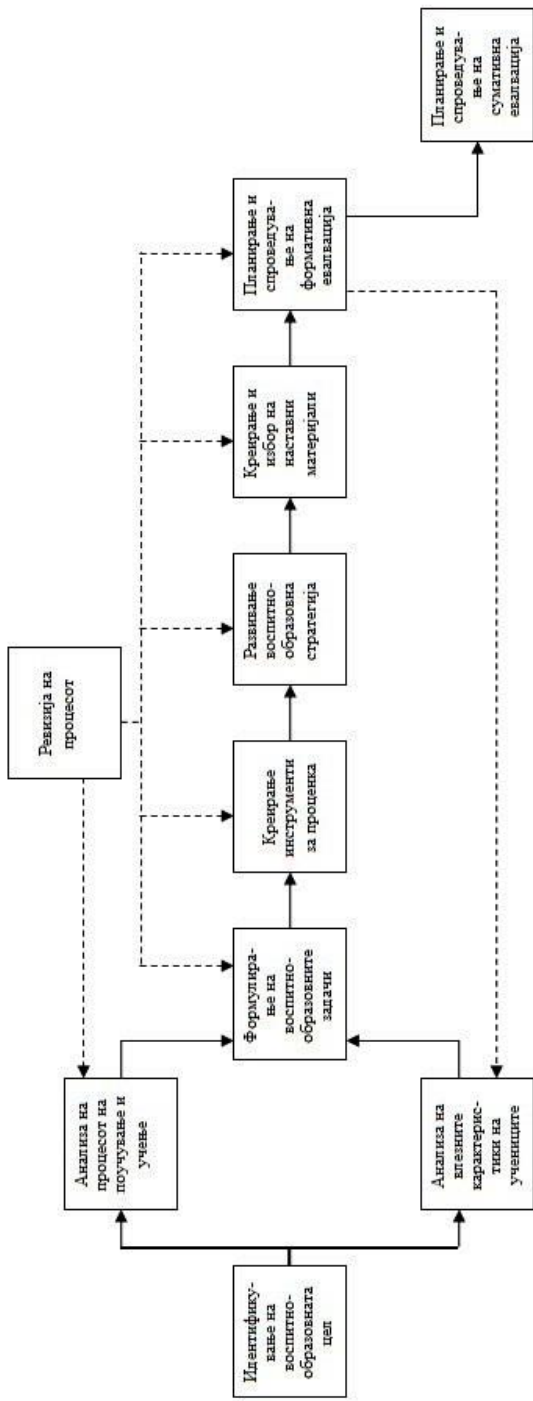 Идентифику-
вање на
воспитно-
образовната
цел
Анализа на
процесот на
поучување и
учење
Анализа на
влезните
карактерис-
тики на
учениците
Ревизија на
процесот
Формулира-
ње на
воспитно-
образовните
задачи
Креирање
инструменти
за проценка
Развивање
воспитно-
образовна
стратегија
Креирање и
избор на
наставни
материјали
Планирање и
спроведува-
ње на
формативна
евалвација
Планирање и
спроведува-
ње на
сумативна
евалвација